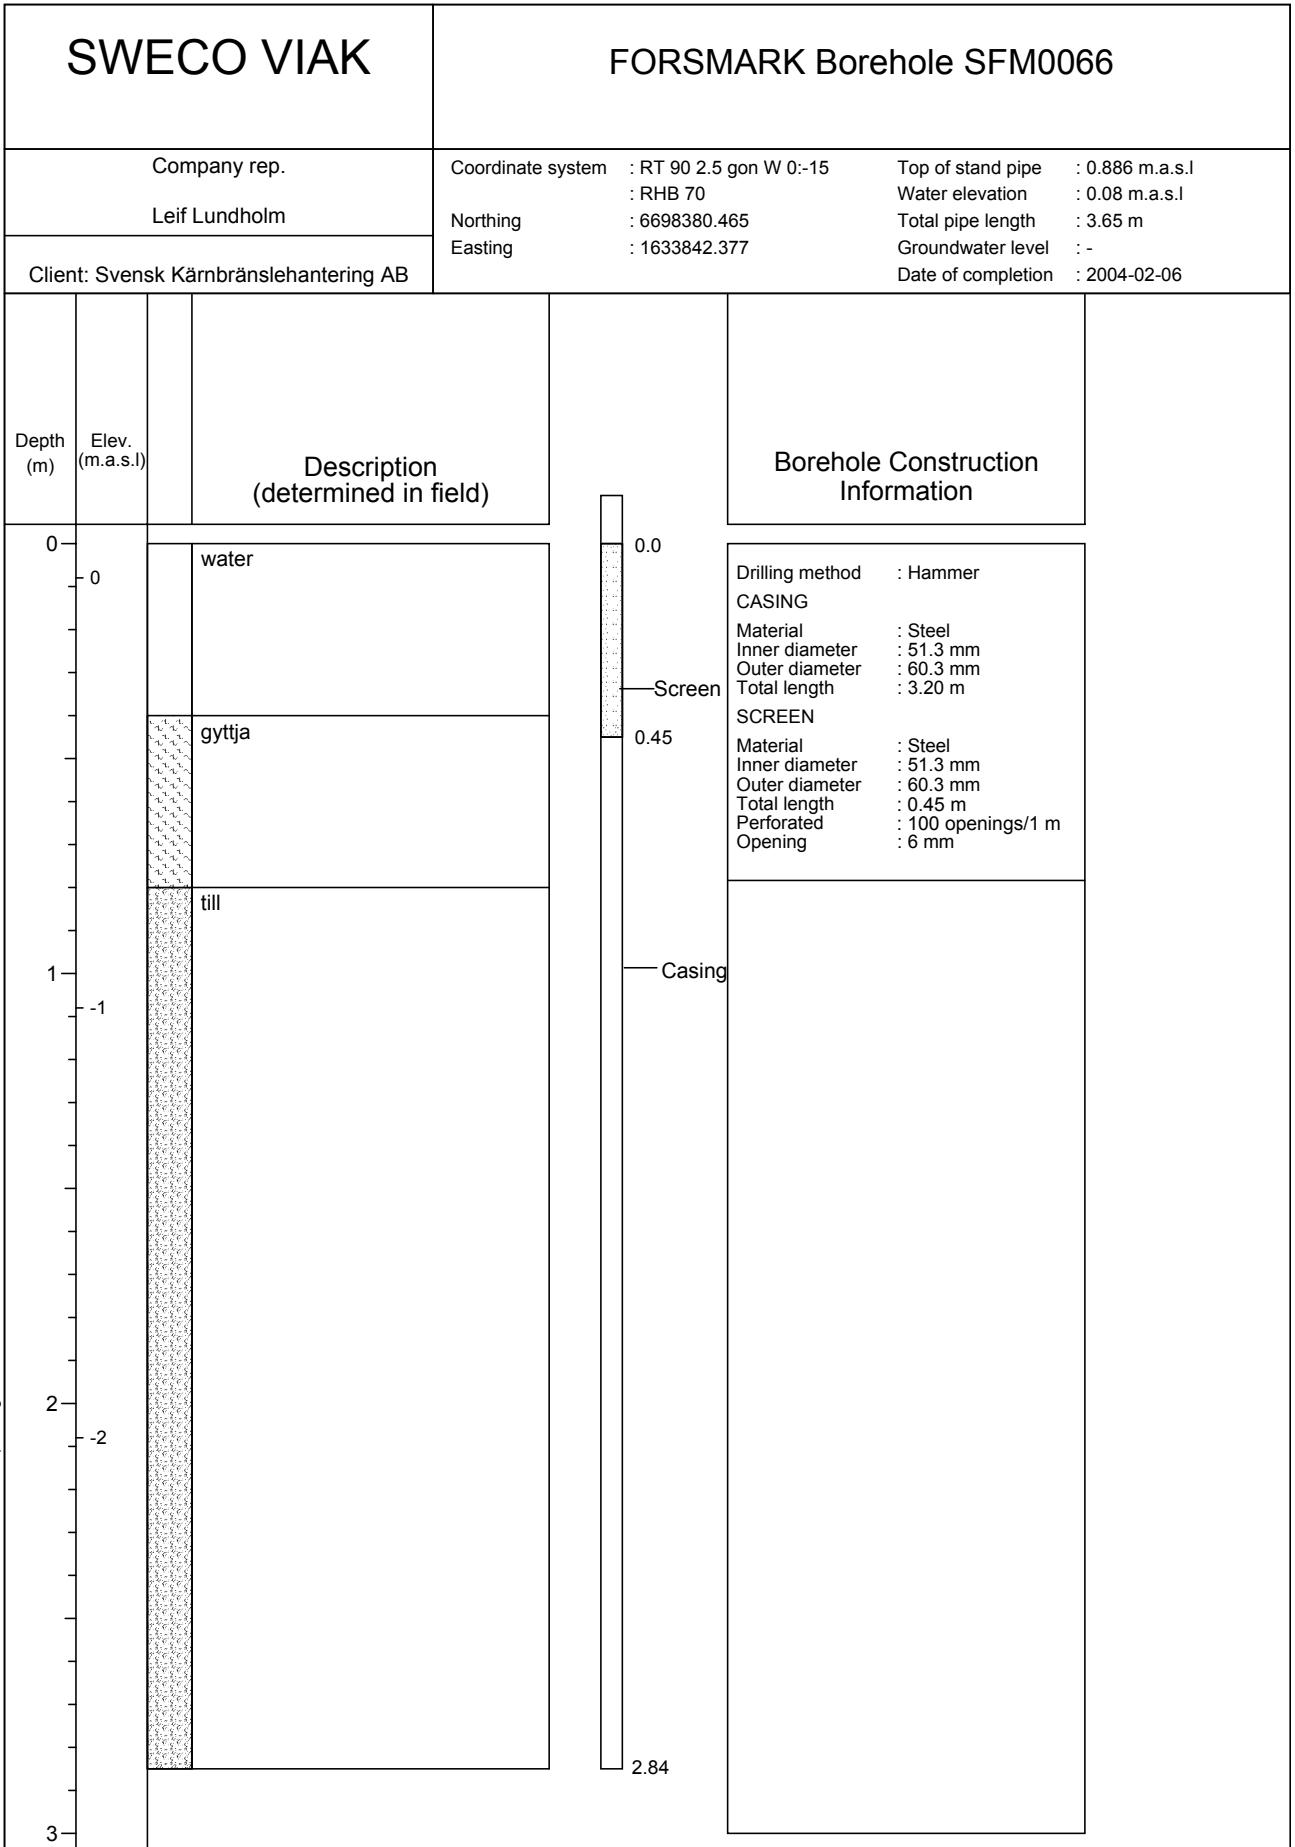 SWECO VIAK
FORSMARK Borehole SFM0066
Company rep.
Leif Lundholm
Client: Svensk Kärnbränslehantering AB
Coordinate system : RT 90 2.5 gon W 0:-15
: RHB 70
Northing : 6698380.465
Easting : 1633842.377
Top of stand pipe : 0.886 m.a.s.l
Water elevation : 0.08 m.a.s.l
Total pipe length : 3.65 m
Groundwater level : -
Date of completion : 2004-02-06
Depth
(m)
Elev.
(m.a.s.l)
Description
(determined in field)
Borehole Construction
Information
0
0
1
-1
2
-2
3
water
gyttja
till
0.0
Screen
0.45
Casing
2.84
Drilling method : Hammer
CASING
Material : Steel
Inner diameter : 51.3 mm
Outer diameter : 60.3 mm
Total length : 3.20 m
SCREEN
Material : Steel
Inner diameter : 51.3 mm
Outer diameter : 60.3 mm
Total length : 0.45 m
Perforated : 100 openings/1 m
Opening : 6 mm